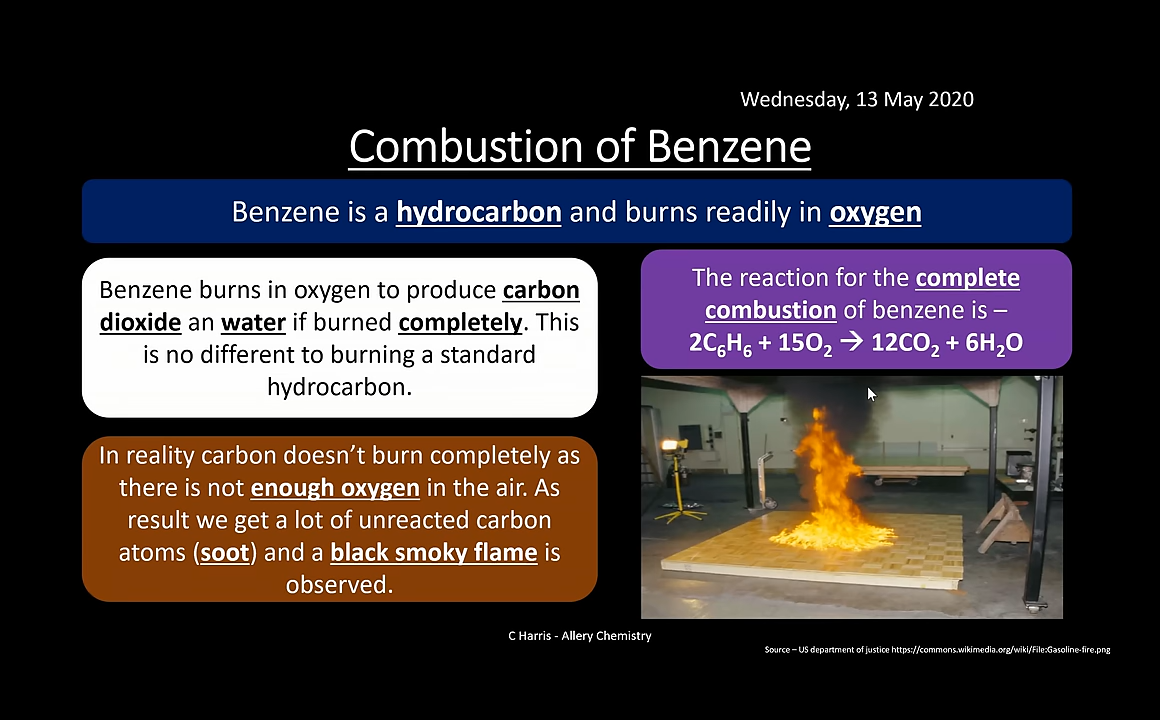 Wednesday, 13 May 2020
Combustion of Benzene
Benzene is a hydrocarbon and burns readily in oxygen
Benzene burns in oxygen to produce carbon
dioxide an water if burned completely. This
is no different to burning a standard
hydrocarbon.
The reaction for the complete
combustion of benzene is –
2C₆H₆ + 15O₂ → 12CO₂ + 6H₂O
In reality carbon doesn’t burn completely as
there is not enough oxygen in the air. As
result we get a lot of unreacted carbon
atoms (soot) and a black smoky flame is
observed.
C Harris - Allery Chemistry
Source – US department of justice https://commons.wikimedia.org/wiki/File:Gasoline-fire.png